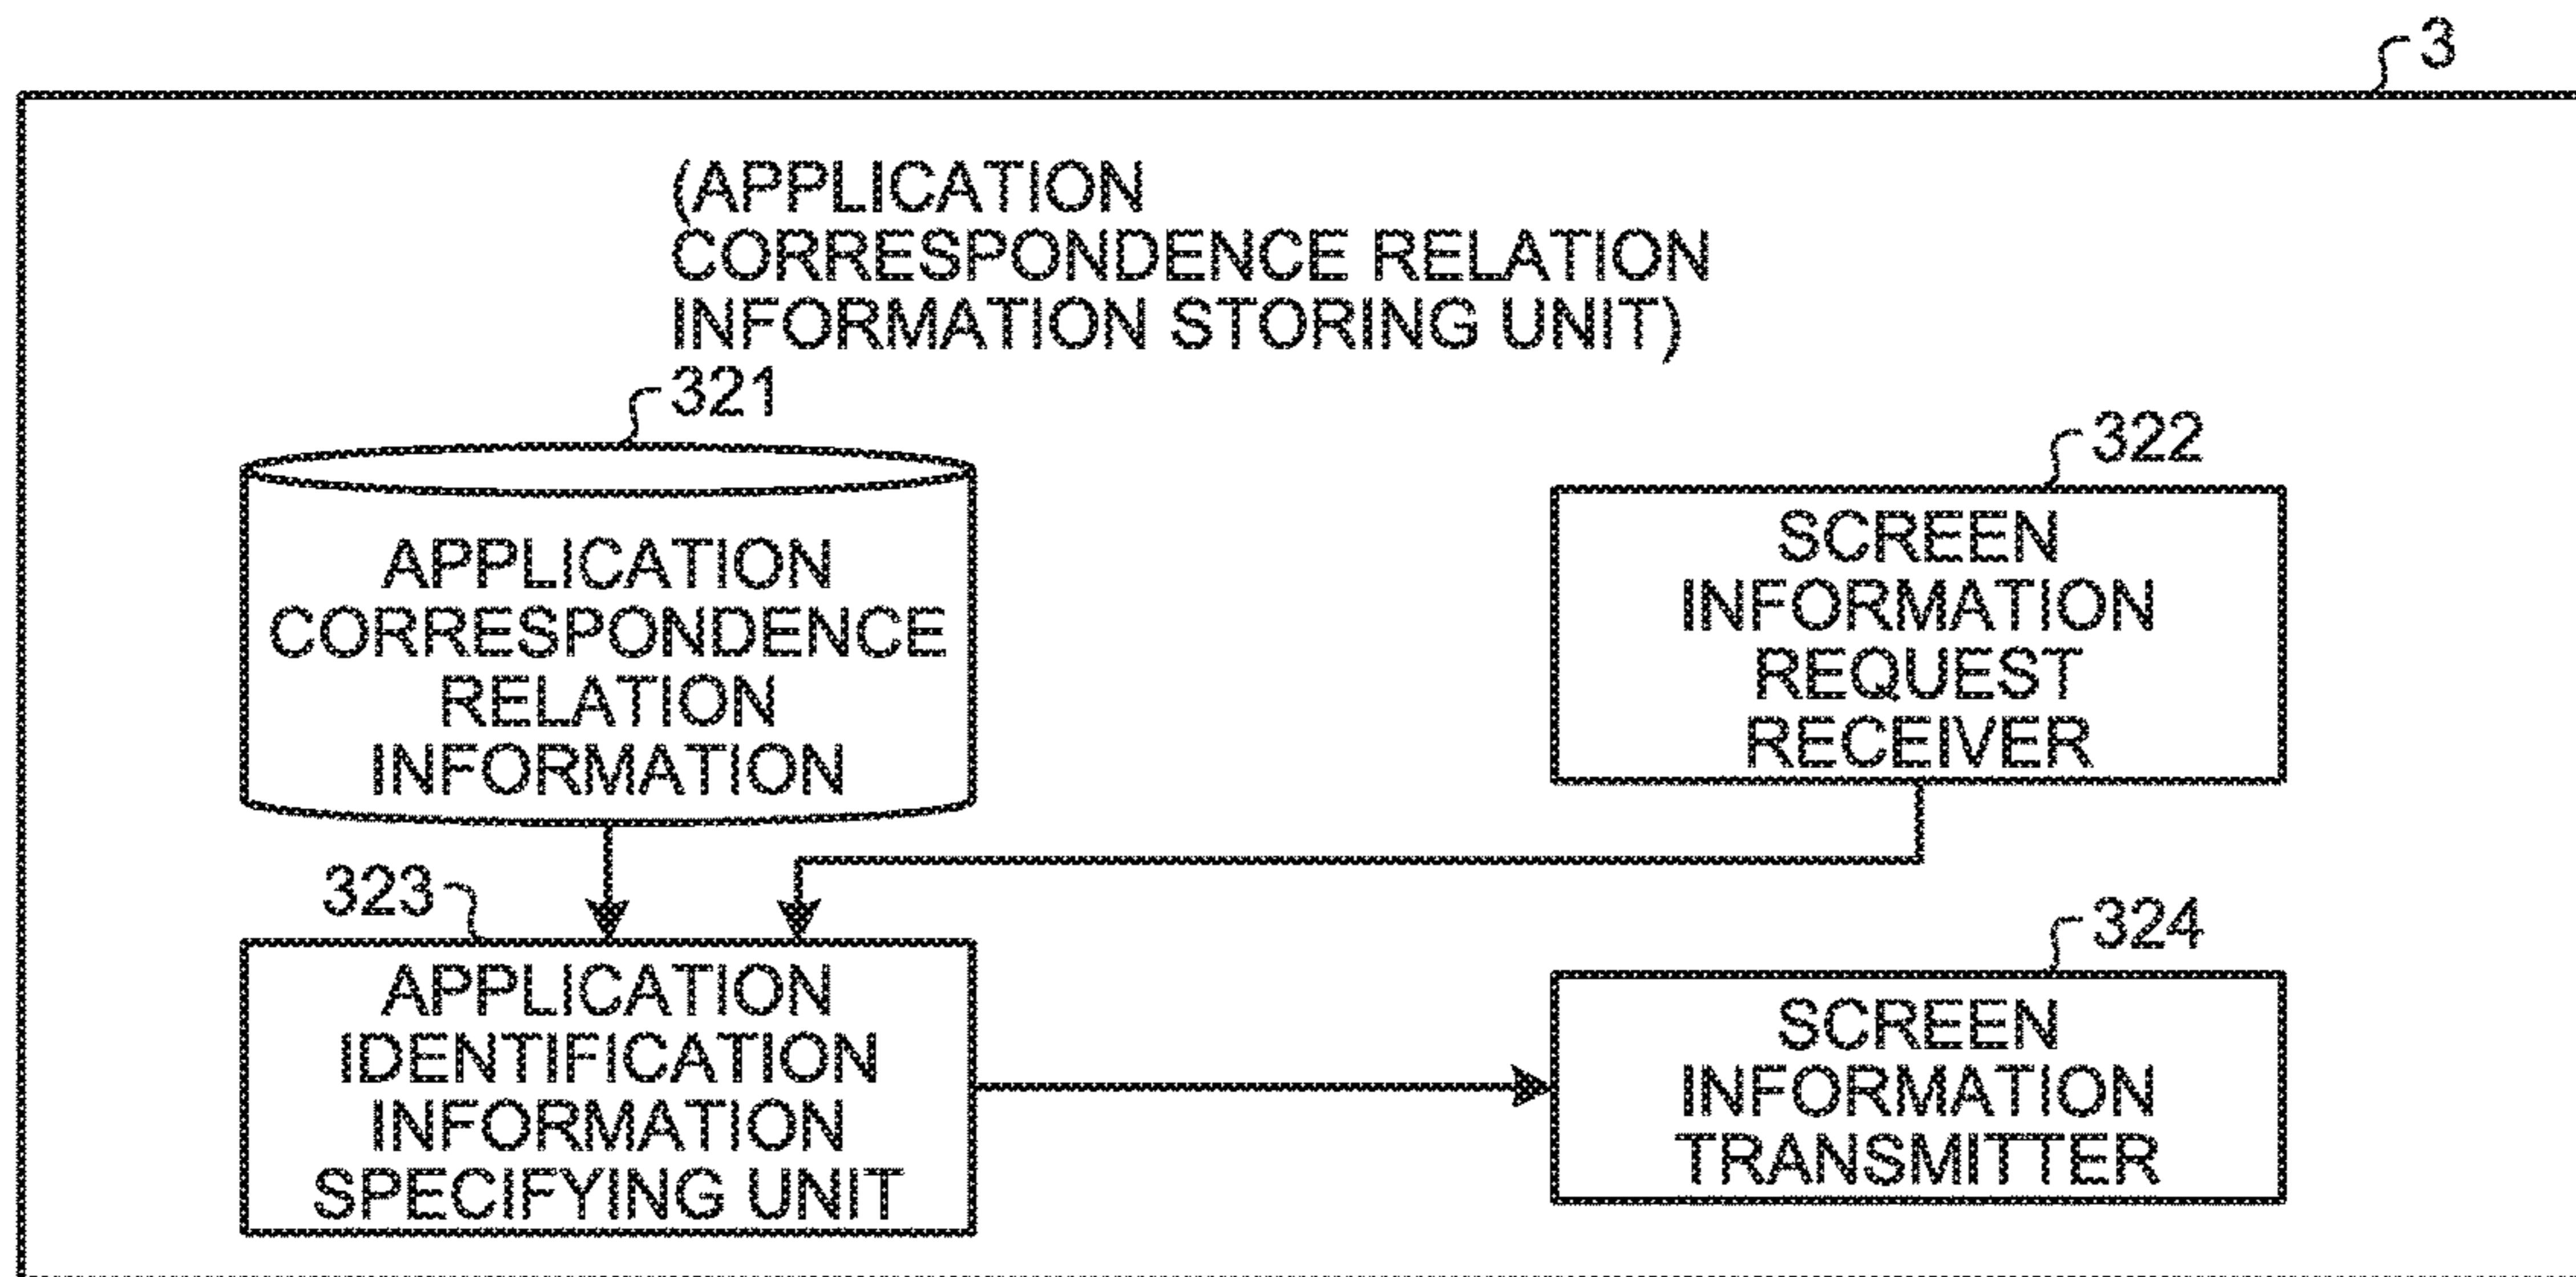 3
(APPLICATION
CORRESPONDENCE RELATION
INFORMATION STORING UNIT)
321
APPLICATION
CORRESPONDENCE
RELATION
INFORMATION
322
SCREEN
INFORMATION
REQUEST
RECEIVER
323
APPLICATION
IDENTIFICATION
INFORMATION
SPECIFYING UNIT
324
SCREEN
INFORMATION
TRANSMITTER